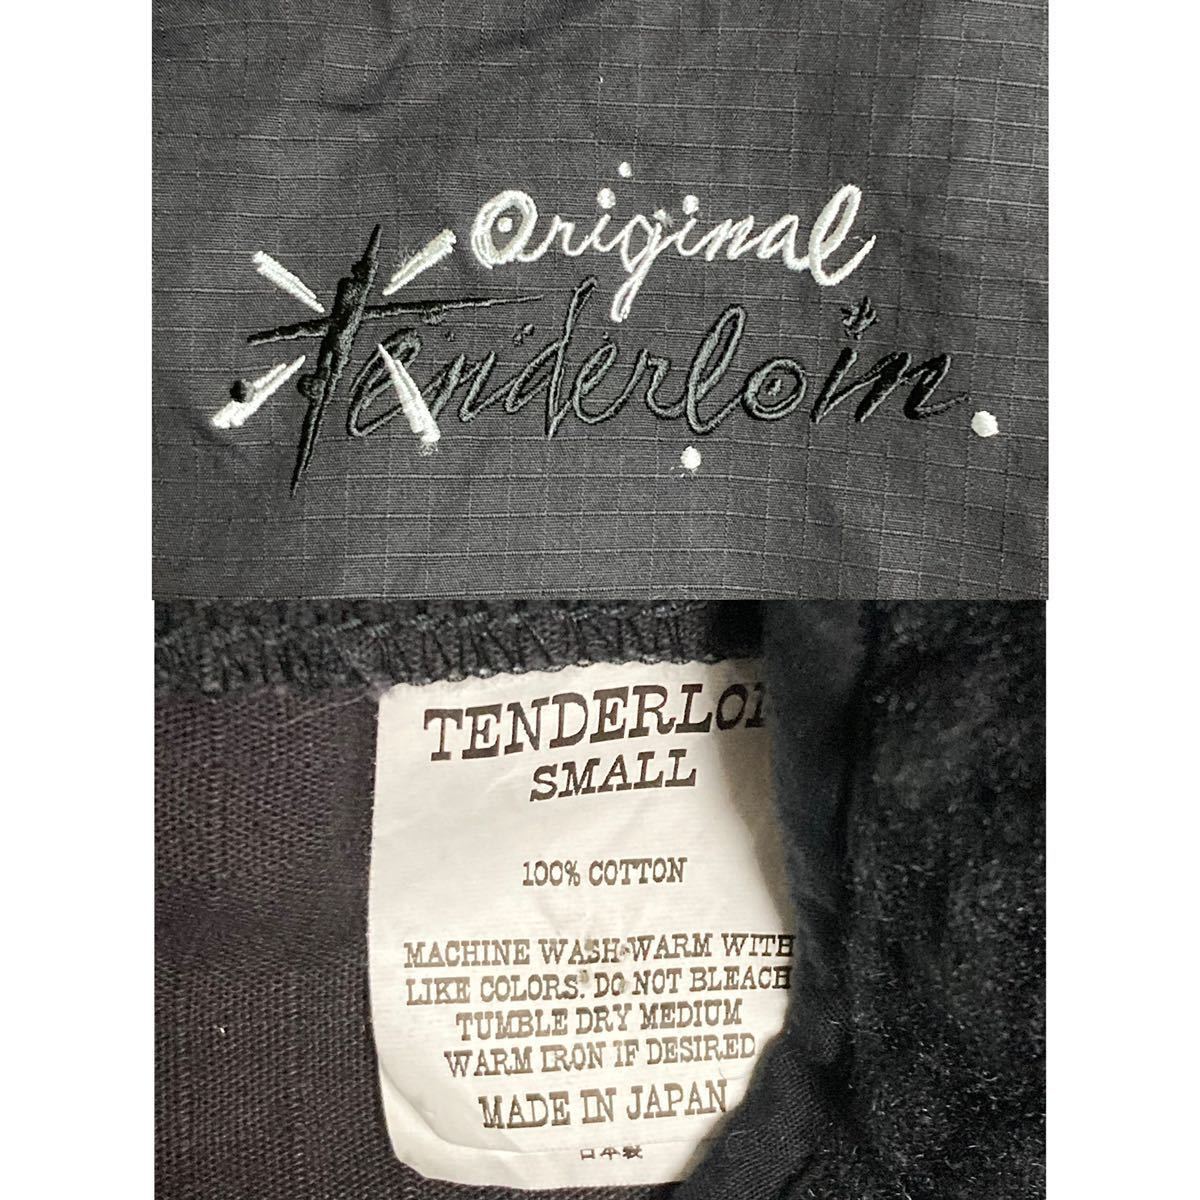 Original
Tenderloin.
TENDERLOI
SMALL
100% COTTON
MACHINE WASH WARM WITH
LIKE COLORS. DO NOT BLEACH
TUMBLE DRY MEDIUM
WARM IRON IF DESIRED
MADE IN JAPAN
日本製